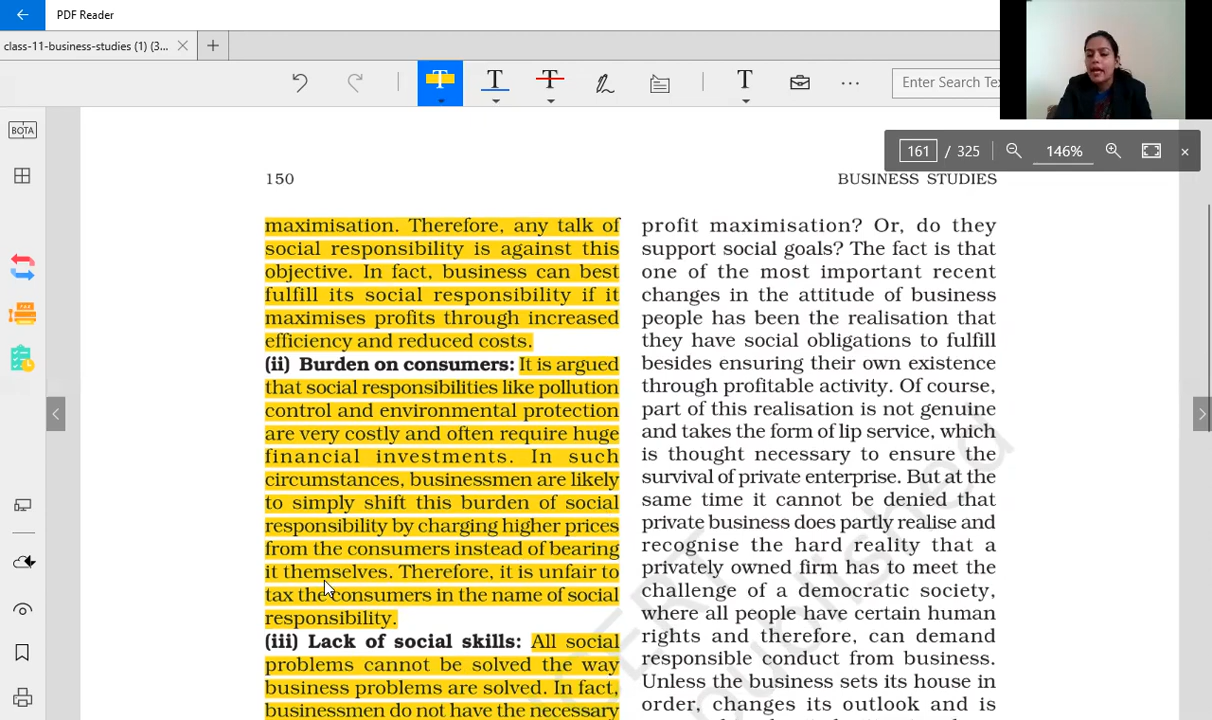 PDF Reader
class-11-business-studies (1) (3...
T T T T ... Enter Search Te
BOTA
161 / 325 146%
150 BUSINESS STUDIES
maximisation. Therefore, any talk of
social responsibility is against this
objective. In fact, business can best
fulfill its social responsibility if it
maximises profits through increased
efficiency and reduced costs.
(ii) Burden on consumers: It is argued
that social responsibilities like pollution
control and environmental protection
are very costly and often require huge
financial investments. In such
circumstances, businessmen are likely
to simply shift this burden of social
responsibility by charging higher prices
from the consumers instead of bearing
it themselves. Therefore, it is unfair to
tax the consumers in the name of social
responsibility.
(iii) Lack of social skills: All social
problems cannot be solved the way
business problems are solved. In fact,
businessmen do not have the necessary
profit maximisation? Or, do they
support social goals? The fact is that
one of the most important recent
changes in the attitude of business
people has been the realisation that
they have social obligations to fulfill
besides ensuring their own existence
through profitable activity. Of course,
part of this realisation is not genuine
and takes the form of lip service, which
is thought necessary to ensure the
survival of private enterprise. But at the
same time it cannot be denied that
private business does partly realise and
recognise the hard reality that a
privately owned firm has to meet the
challenge of a democratic society,
where all people have certain human
rights and therefore, can demand
responsible conduct from business.
Unless the business sets its house in
order, changes its outlook and is